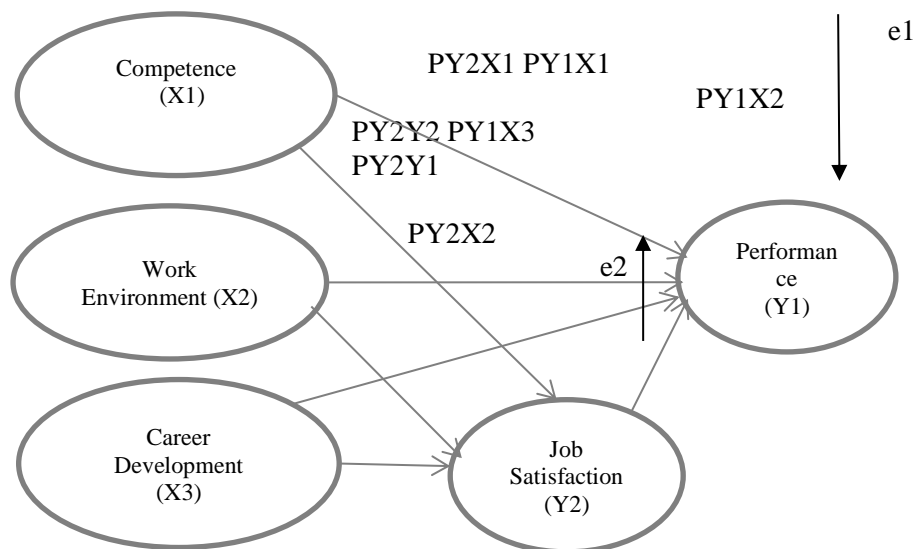 e1
Competence
(X1)
PY2X1 PY1X1
PY1X2
PY2Y2 PY1X3
PY2Y1
PY2X2
Work
Environment (X2)
e2
Performan
ce
(Y1)
Career
Development
(X3)
Job
Satisfaction
(Y2)